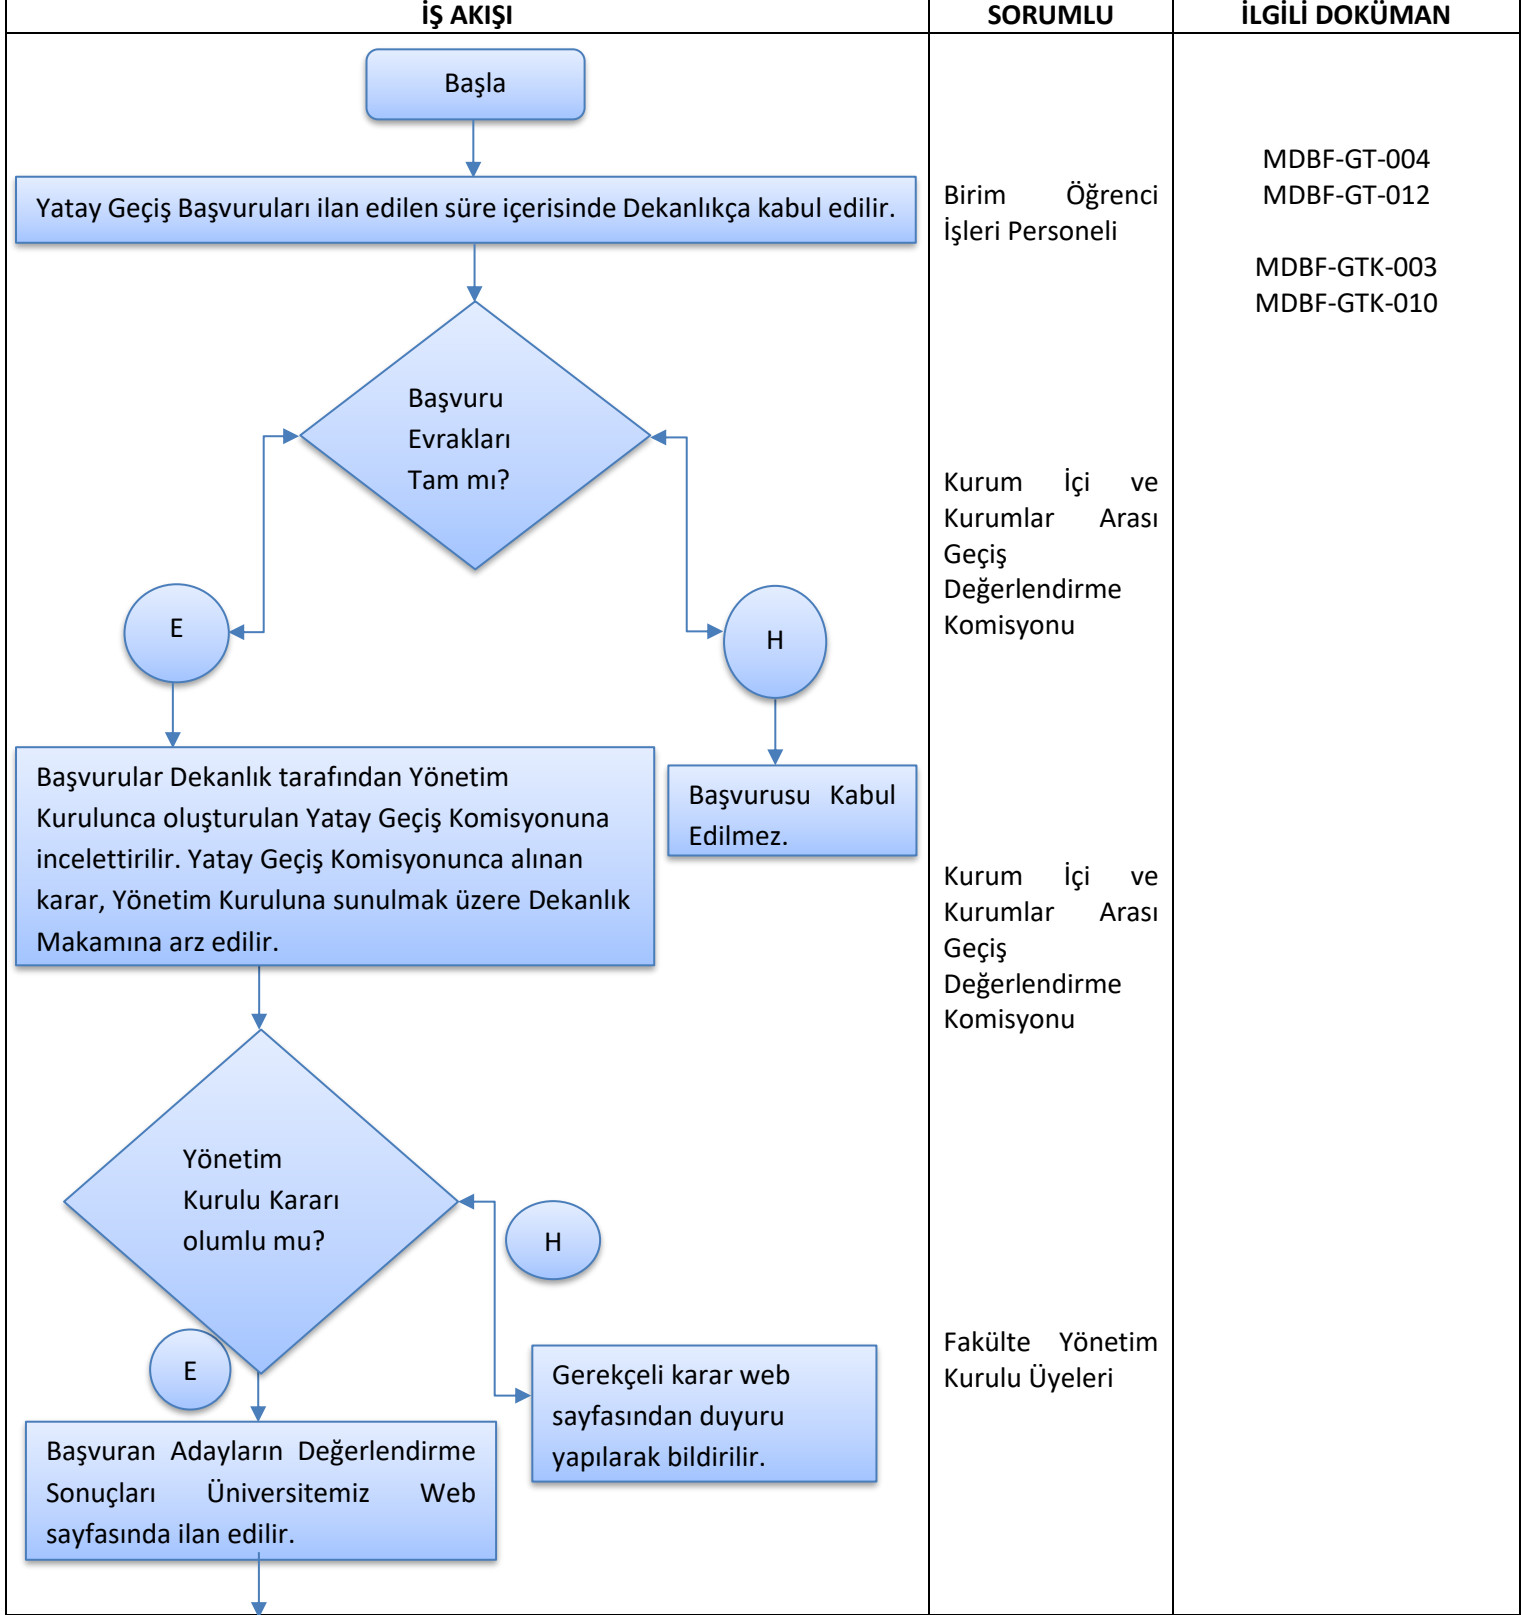 İŞ AKIŞI
SORUMLU
İLGİLİ DOKÜMAN
Başla
Yatay Geçiş Başvuruları ilan edilen süre içerisinde Dekanlıkça kabul edilir.
Başvuru
Evrakları
Tam mı?
E
H
Başvurular Dekanlık tarafından Yönetim
Kurulunca oluşturulan Yatay Geçiş Komisyonuna
incelettirilir. Yatay Geçiş Komisyonunca alınan
karar, Yönetim Kuruluna sunulmak üzere Dekanlık
Makamına arz edilir.
Başvurusu Kabul
Edilmez.
Yönetim
Kurulu Kararı
olumlu mu?
H
E
Gerekçeli karar web
sayfasından duyuru
yapılarak bildirilir.
Başvuran Adayların Değerlendirme
Sonuçları Üniversitemiz Web
sayfasında ilan edilir.
Birim Öğrenci
İşleri Personeli
Kurum İçi ve
Kurumlar Arası
Geçiş
Değerlendirme
Komisyonu
Kurum İçi ve
Kurumlar Arası
Geçiş
Değerlendirme
Komisyonu
Fakülte Yönetim
Kurulu Üyeleri
MDBF-GT-004
MDBF-GT-012
MDBF-GTK-003
MDBF-GTK-010